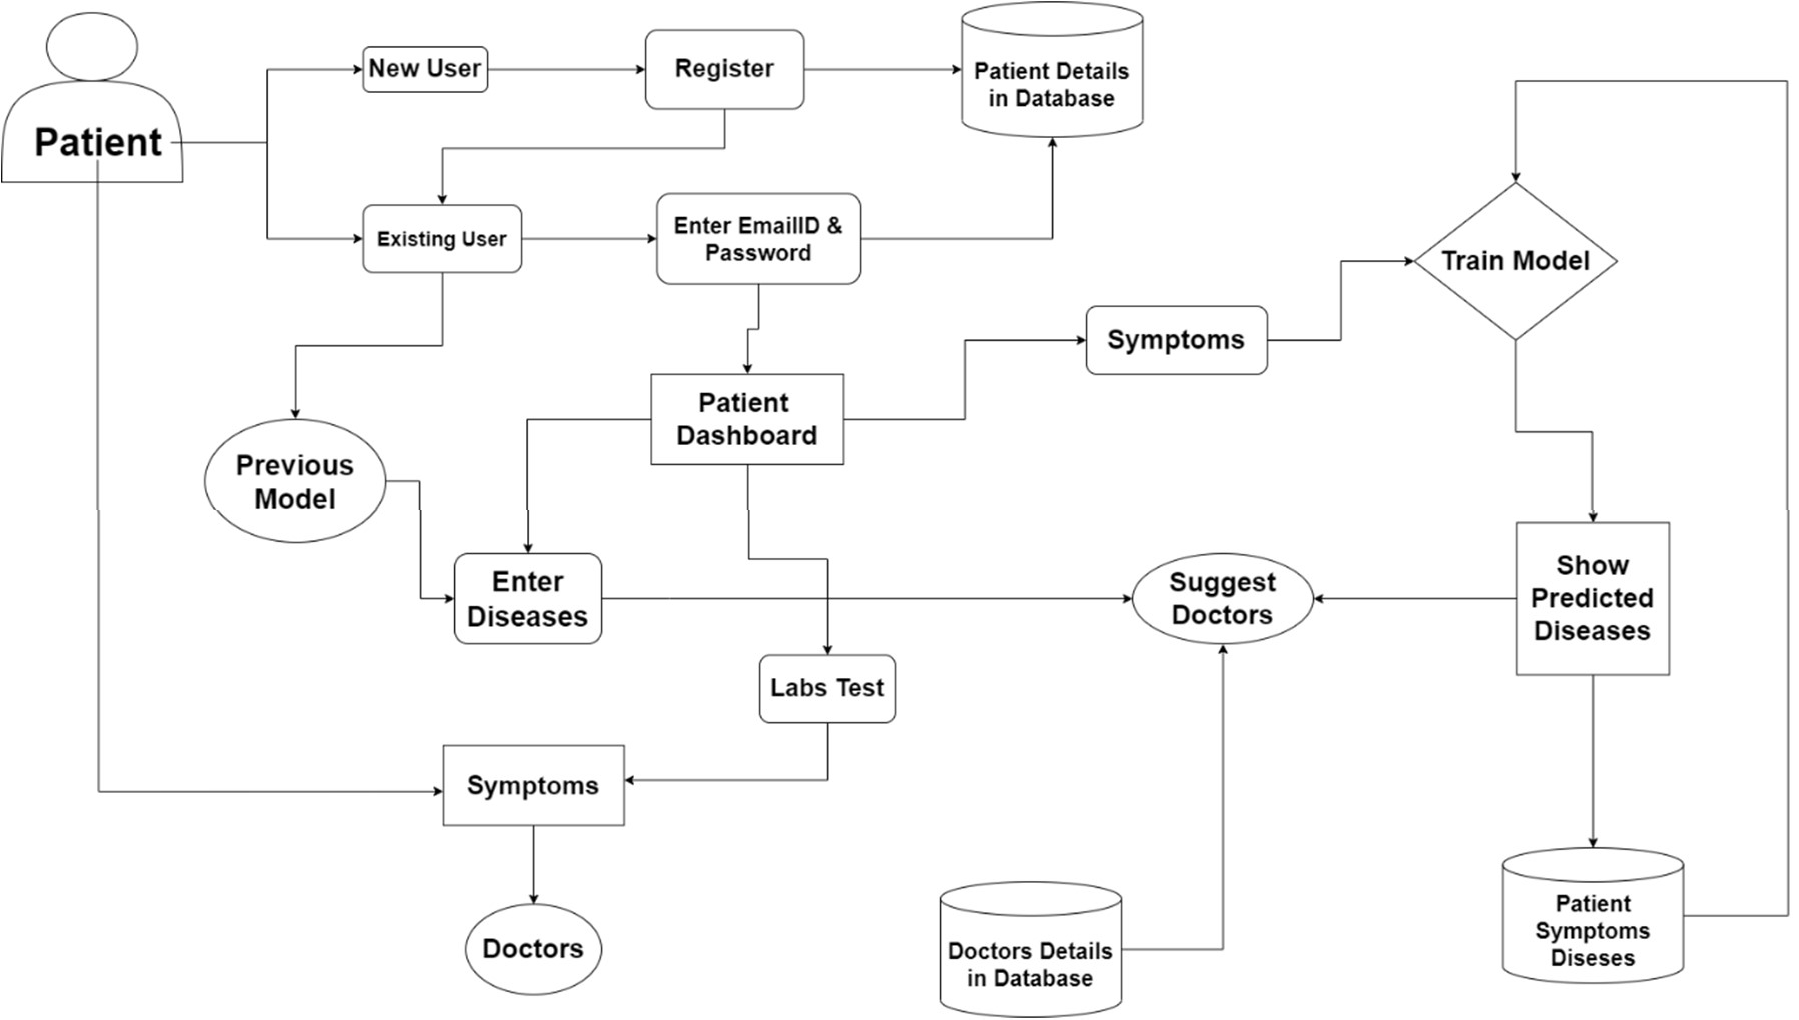 Patient
New User
Register
Patient Details
in Database
Existing User
Enter EmailID &
Password
Train Model
Symptoms
Patient
Dashboard
Previous
Model
Enter
Diseases
Suggest
Doctors
Show
Predicted
Diseases
Labs Test
Symptoms
Doctors
Doctors Details
in Database
Patient
Symptoms
Diseses